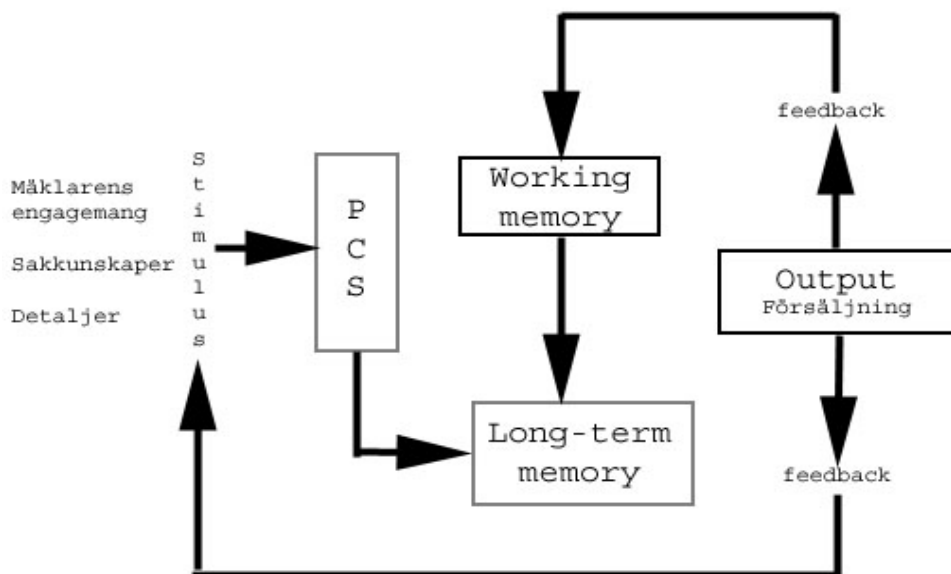 Mäklarens
engagemang
Sakkunskaper
Detaljer
Stimulus
PCS
Working
memory
Long-term
memory
feedback
Output
Försäljning
feedback